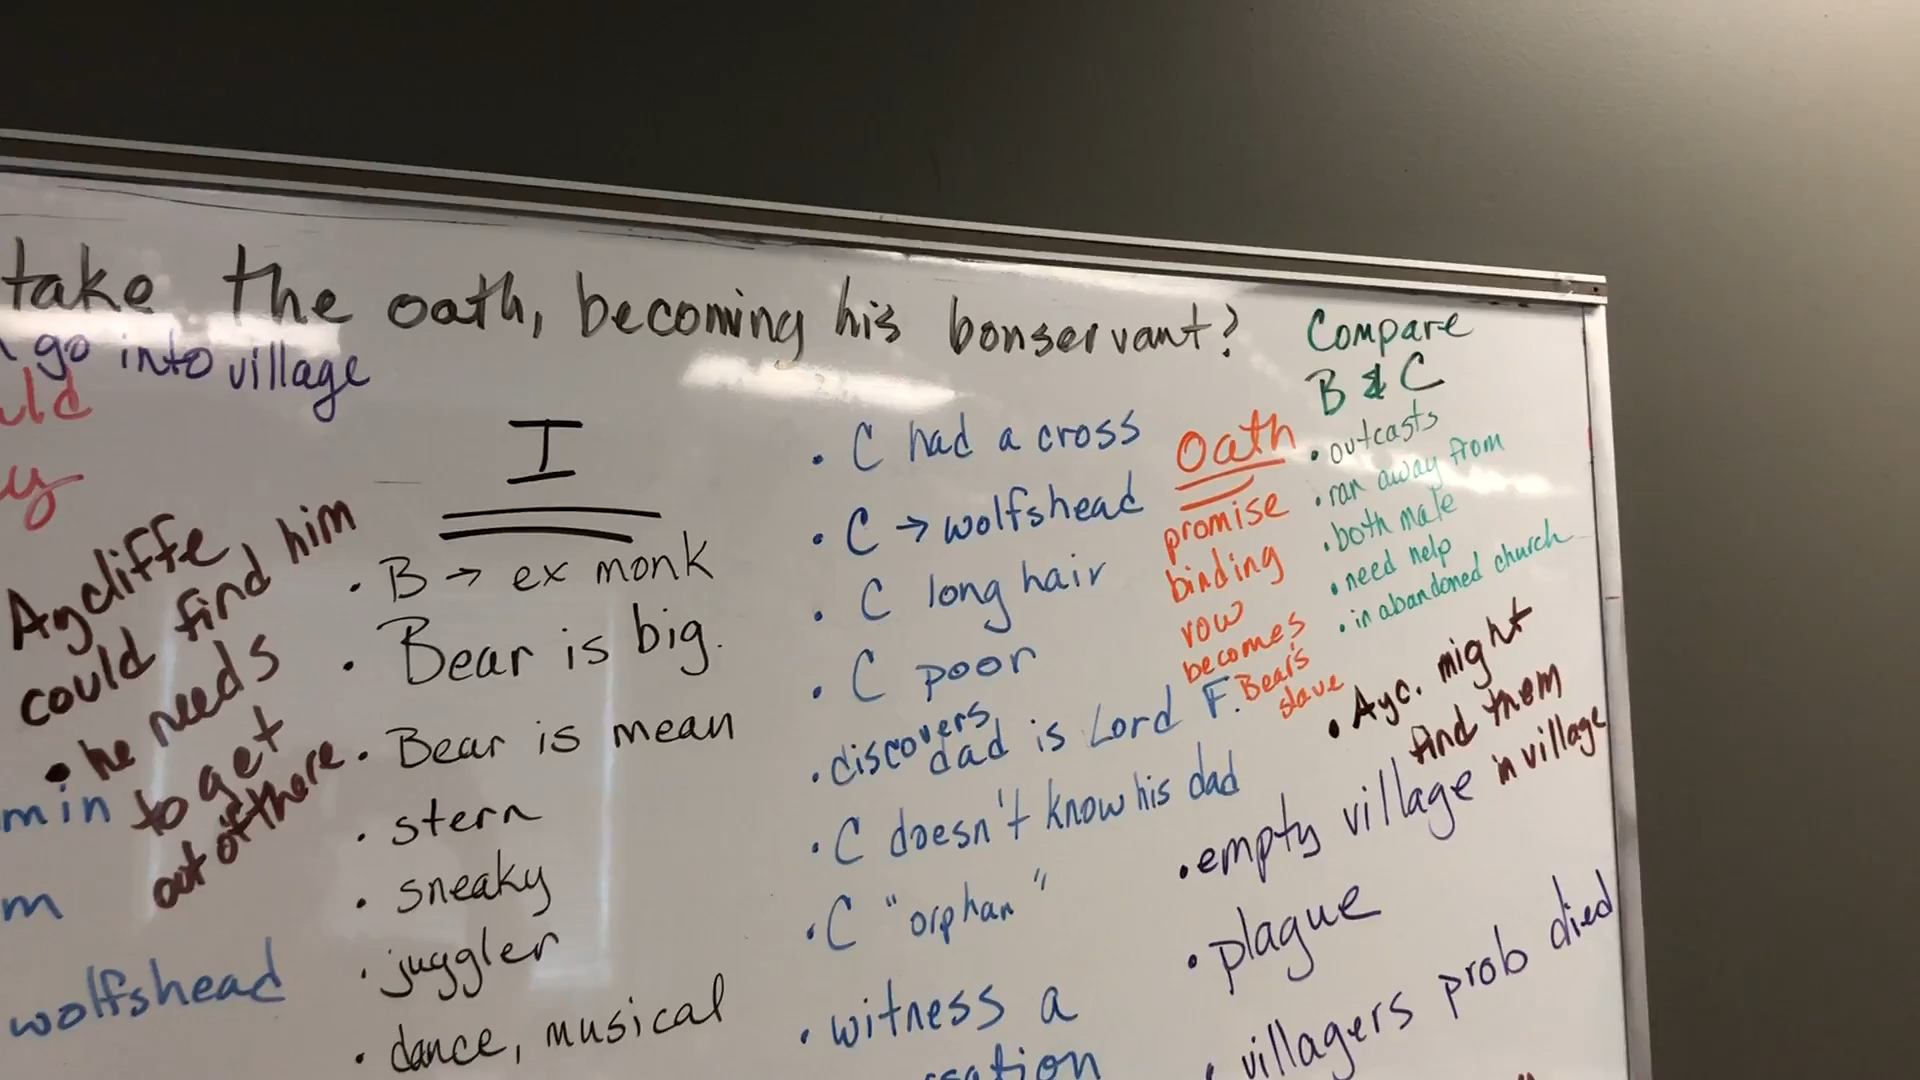 take the oath, becoming his bonservant?
go into village
Aycliffe,
could find him
• he needs
to get
out of there
min
m
wolfshead
I
• B → ex monk
• Bear is big.
• Bear is mean
• stern
• sneaky
• juggler
• dance, musical
• C had a cross
• C → wolfshead
• C long hair
• C poor
• discovers
dad is Lord F.
• C doesn't know his dad
• C "orphan"
• witness a
Oath
promise
binding
vow
becomes
Bear's
slave
Compare
B & C
• outcasts
• ran away from
• both male
• need help
• in abandoned church
• Ayc. might
find them
in village
• empty village
• plague
• villagers prob died